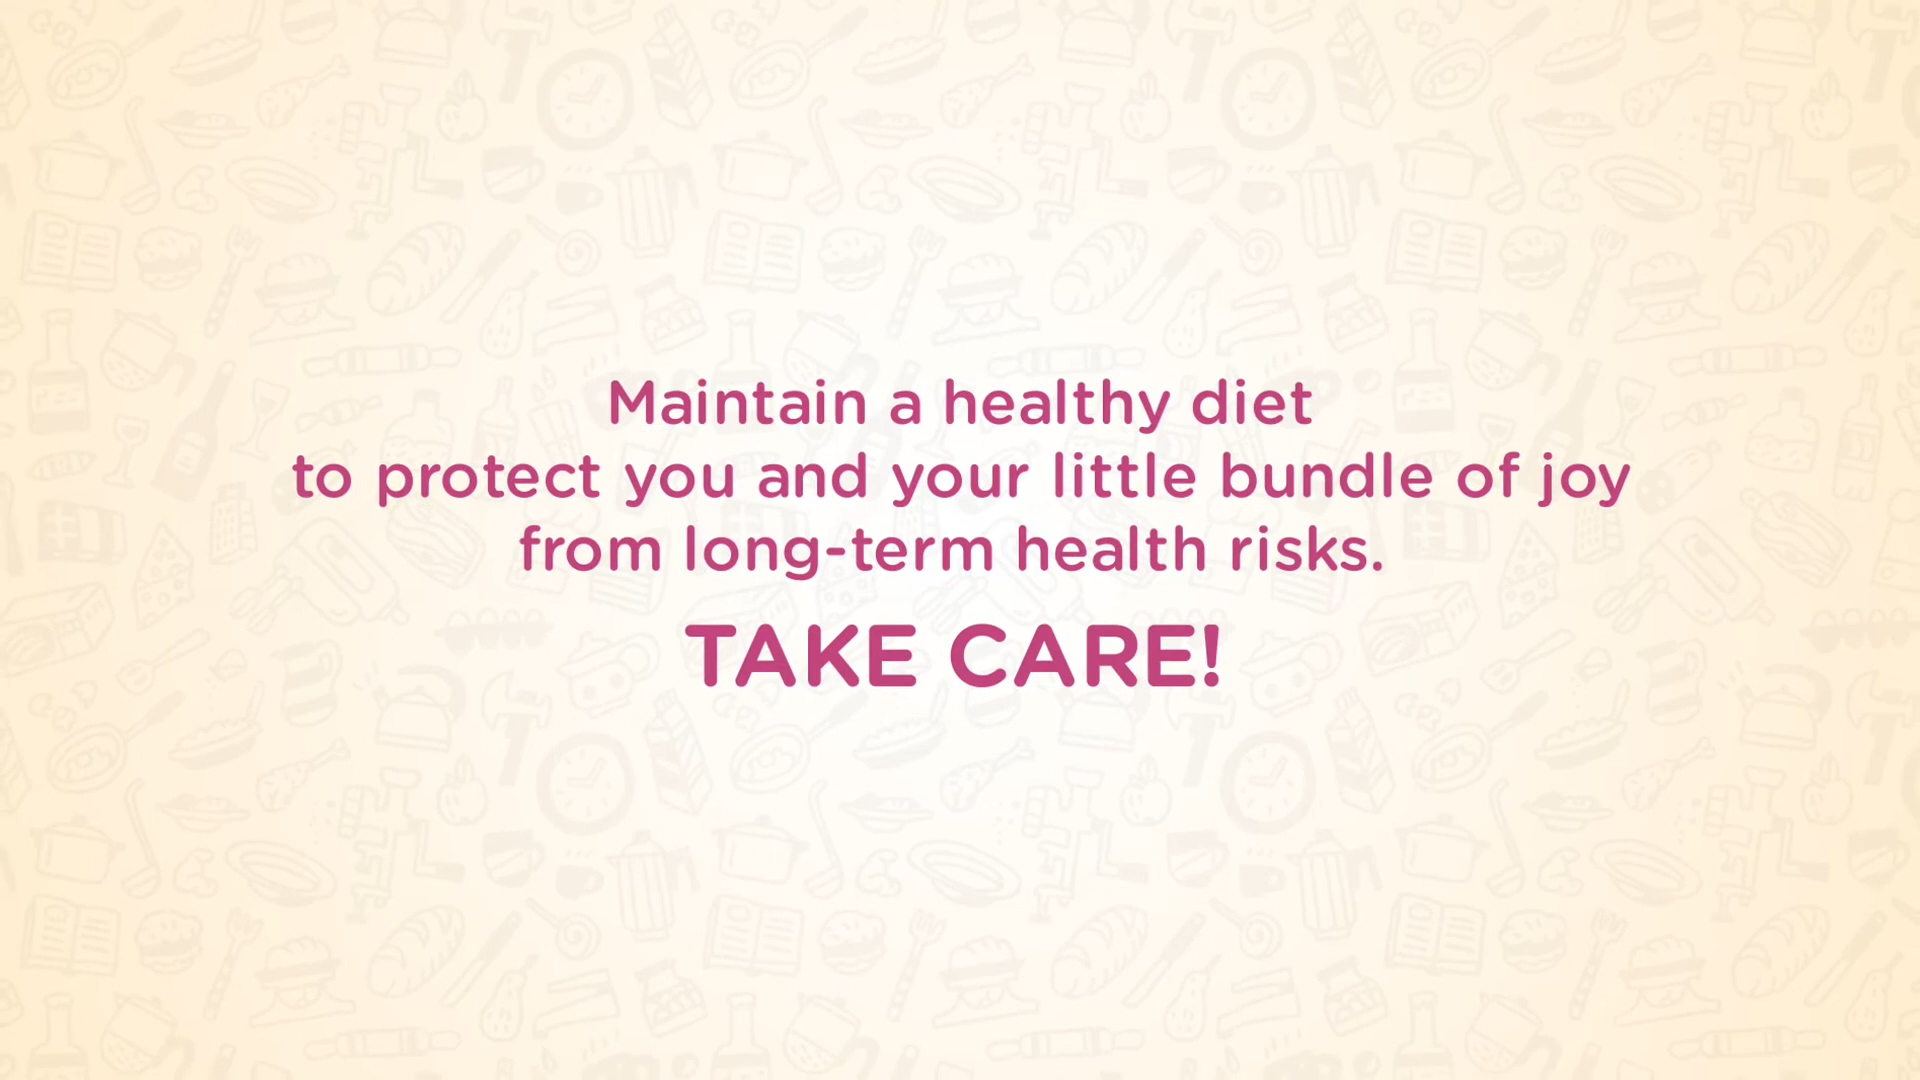 Maintain a healthy diet
to protect you and your little bundle of joy
from long-term health risks.
TAKE CARE!